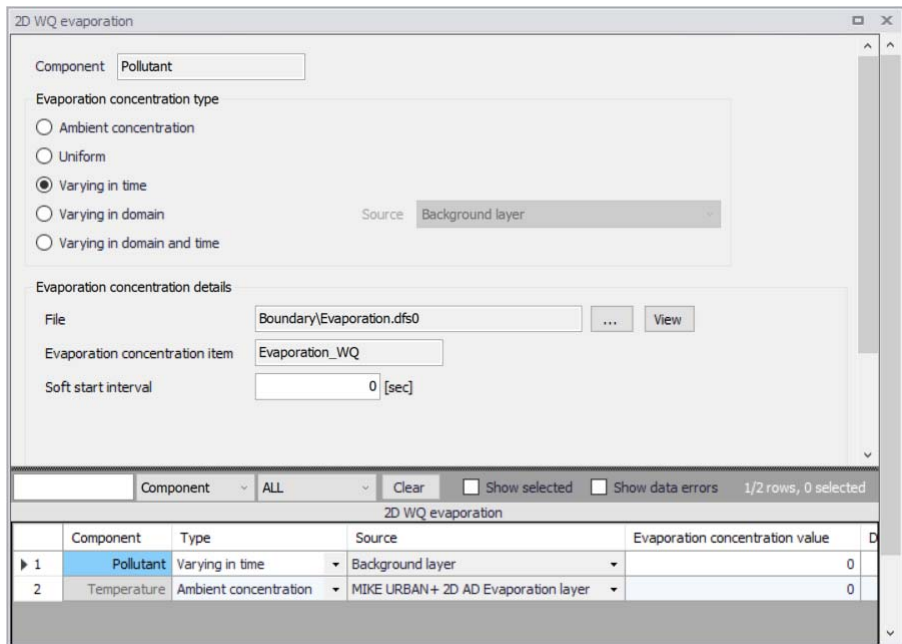 2D WQ evaporation
Component Pollutant
Evaporation concentration type
Ambient concentration
Uniform
Varying in time
Varying in domain Source Background layer
Varying in domain and time
Evaporation concentration details
File Boundary\Evaporation.dfs0 ... View
Evaporation concentration item Evaporation_WQ
Soft start interval 0 [sec]
Component ALL Clear Show selected Show data errors 1/2 rows, 0 selected
2D WQ evaporation
Component Type Source Evaporation concentration value D
1 Pollutant Varying in time Background layer 0
2 Temperature Ambient concentration MIKE URBAN+ 2D AD Evaporation layer 0